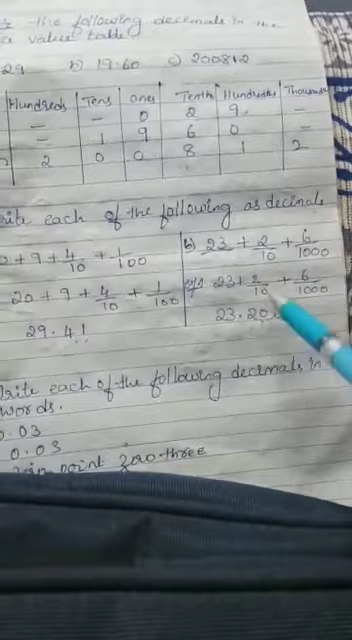 the following decimals in the
value table
29 b) 19.60 c) 200812
Hundreds Tens Ones Tenths Hundredths Thousands
- - 0 2 9 -
- 1 9 6 0 -
2 0 0 8 1 2
Write each of the following as decimals
+ 9 + 4/10 + 1/100
(b) 23 + 2/10 + 6/1000
20 + 9 + 4/10 + 1/100
23 + 2/10 + 6/1000
29.41
23.20
Write each of the following decimals in
words.
0.03
0.03
point zero three